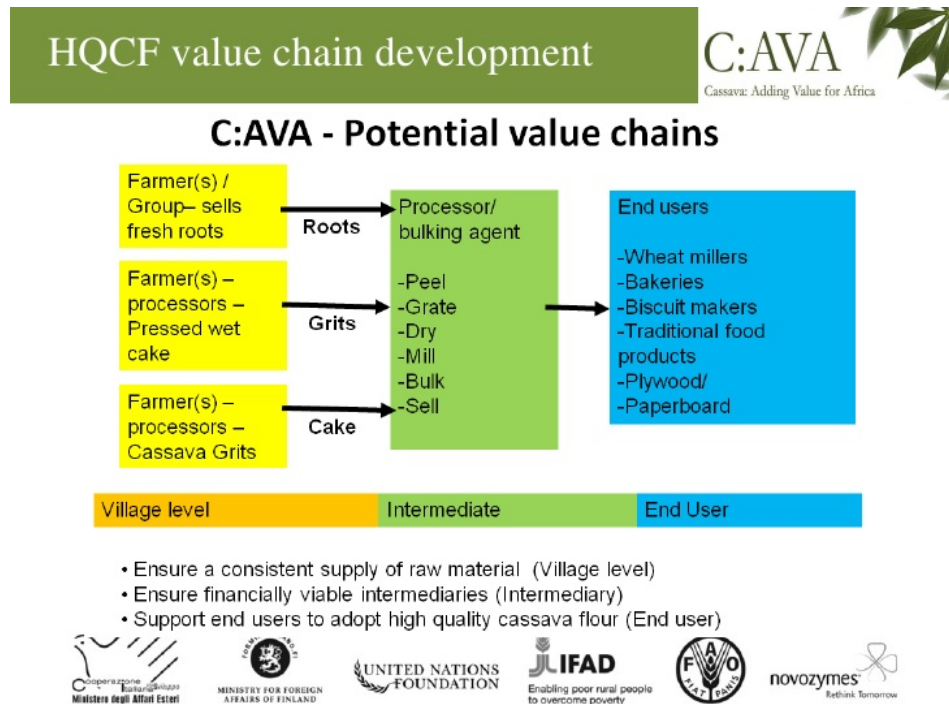 HQCF value chain development
C:AVA
Cassava: Adding Value for Africa
C:AVA - Potential value chains
Farmer(s) /
Group– sells
fresh roots
Roots
Farmer(s) –
processors –
Pressed wet
cake
Grits
Farmer(s) –
processors –
Cassava Grits
Cake
Processor/
bulking agent
-Peel
-Grate
-Dry
-Mill
-Bulk
-Sell
End users
-Wheat millers
-Bakeries
-Biscuit makers
-Traditional food
products
-Plywood/
-Paperboard
Village level
Intermediate
End User
• Ensure a consistent supply of raw material (Village level)
• Ensure financially viable intermediaries (Intermediary)
• Support end users to adopt high quality cassava flour (End user)
Cooperazione
Italiana
Sviluppo
Ministero degli Affari Esteri
MINISTRY FOR FOREIGN
AFFAIRS OF FINLAND
UNITED NATIONS
FOUNDATION
IFAD
Enabling poor rural people
to overcome poverty
F A O
FIAT PANIS
novozymes
Rethink Tomorrow